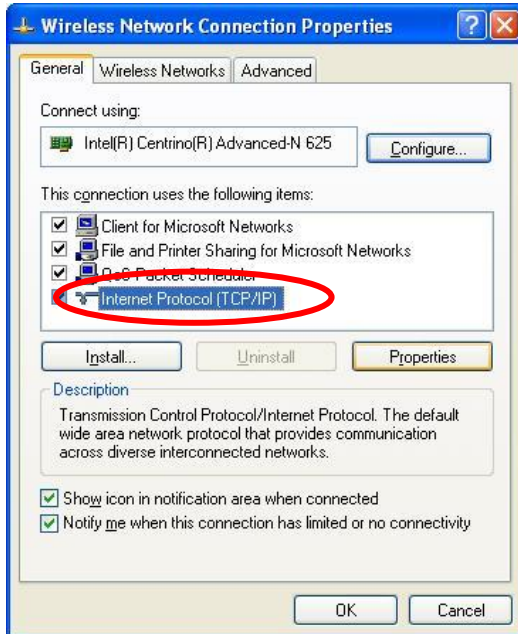 Wireless Network Connection Properties
General Wireless Networks Advanced
Connect using:
Intel(R) Centrino(R) Advanced-N 625
Configure...
This connection uses the following items:
Client for Microsoft Networks
File and Printer Sharing for Microsoft Networks
QoS Packet Scheduler
Internet Protocol (TCP/IP)
Install... Uninstall Properties
Description
Transmission Control Protocol/Internet Protocol. The default
wide area network protocol that provides communication
across diverse interconnected networks.
Show icon in notification area when connected
Notify me when this connection has limited or no connectivity
OK Cancel